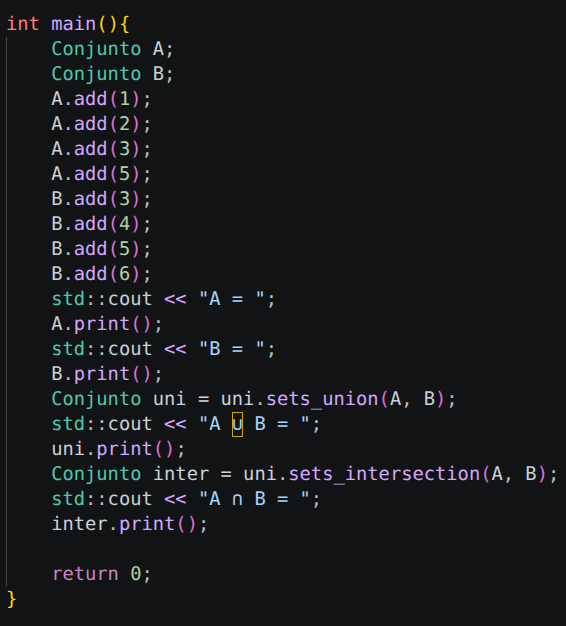 int main(){
    Conjunto A;
    Conjunto B;
    A.add(1);
    A.add(2);
    A.add(3);
    A.add(5);
    B.add(3);
    B.add(4);
    B.add(5);
    B.add(6);
    std::cout << "A = ";
    A.print();
    std::cout << "B = ";
    B.print();
    Conjunto uni = uni.sets_union(A, B);
    std::cout << "A ∪ B = ";
    uni.print();
    Conjunto inter = uni.sets_intersection(A, B);
    std::cout << "A ∩ B = ";
    inter.print();

    return 0;
}